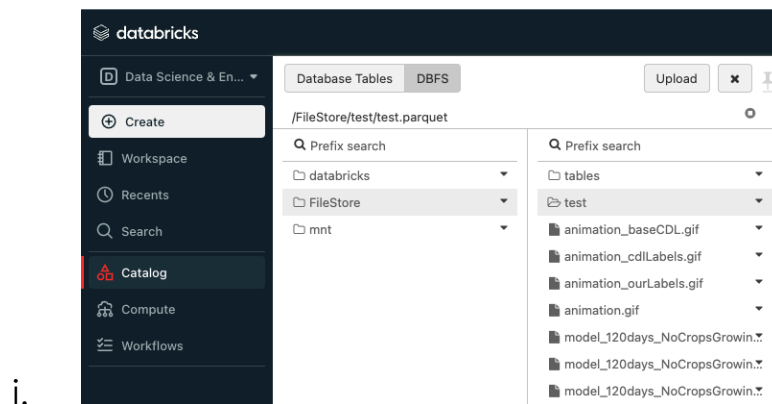 databricks
D Data Science & En...
Create
Workspace
Recents
Search
Catalog
Compute
Workflows
Database Tables DBFS
Upload
/FileStore/test/test.parquet
Prefix search
databricks
FileStore
mnt
Prefix search
tables
test
animation_baseCDL.gif
animation_cdlLabels.gif
animation_ourLabels.gif
animation.gif
model_120days_NoCropsGrowin...
model_120days_NoCropsGrowin...
model_120days_NoCropsGrowin...
i.